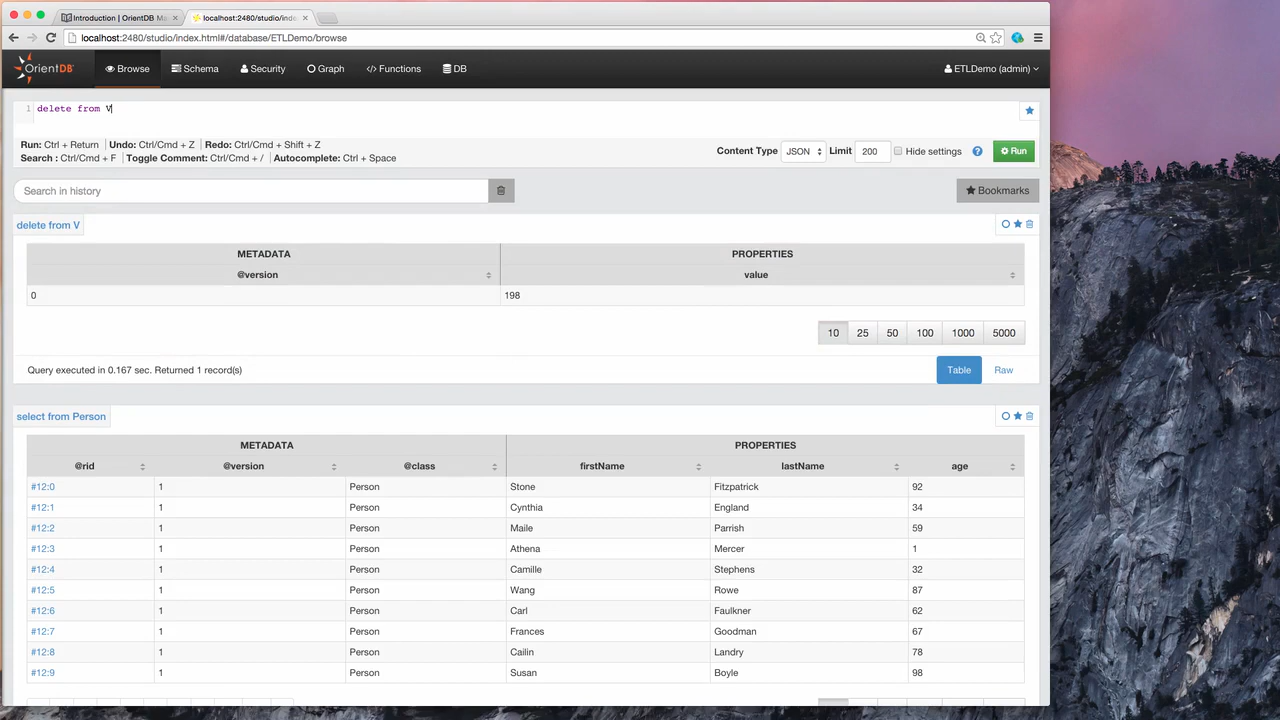 Introduction | OrientDB Ma
localhost:2480/studio/inde
localhost:2480/studio/index.html#/database/ETLDemo/browse
OrientDB Browse Schema Security Graph Functions DB ETLDemo (admin)
1 delete from V
Run: Ctrl + Return Undo: Ctrl/Cmd + Z Redo: Ctrl/Cmd + Shift + Z
Search : Ctrl/Cmd + F Toggle Comment: Ctrl/Cmd + / Autocomplete: Ctrl + Space
Content Type JSON Limit 200 Hide settings ? Run
Search in history Bookmarks
delete from V
METADATA PROPERTIES
@version value
0 198
10 25 50 100 1000 5000
Query executed in 0.167 sec. Returned 1 record(s) Table Raw
select from Person
METADATA PROPERTIES
@rid @version @class firstName lastName age
#12:0 1 Person Stone Fitzpatrick 92
#12:1 1 Person Cynthia England 34
#12:2 1 Person Maile Parrish 59
#12:3 1 Person Athena Mercer 1
#12:4 1 Person Camille Stephens 32
#12:5 1 Person Wang Rowe 87
#12:6 1 Person Carl Faulkner 62
#12:7 1 Person Frances Goodman 67
#12:8 1 Person Cailin Landry 78
#12:9 1 Person Susan Boyle 98